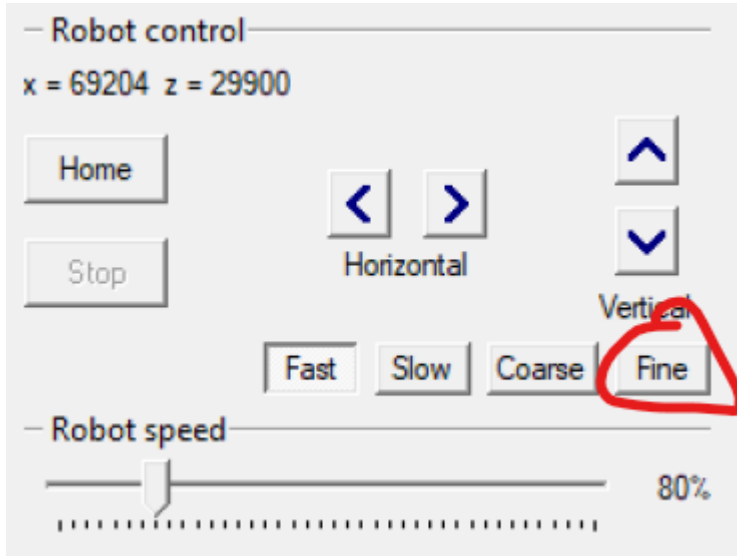 Robot control
x = 69204 z = 29900
Home
Stop
Horizontal
Vertical
Fast Slow Coarse Fine
Robot speed
80%